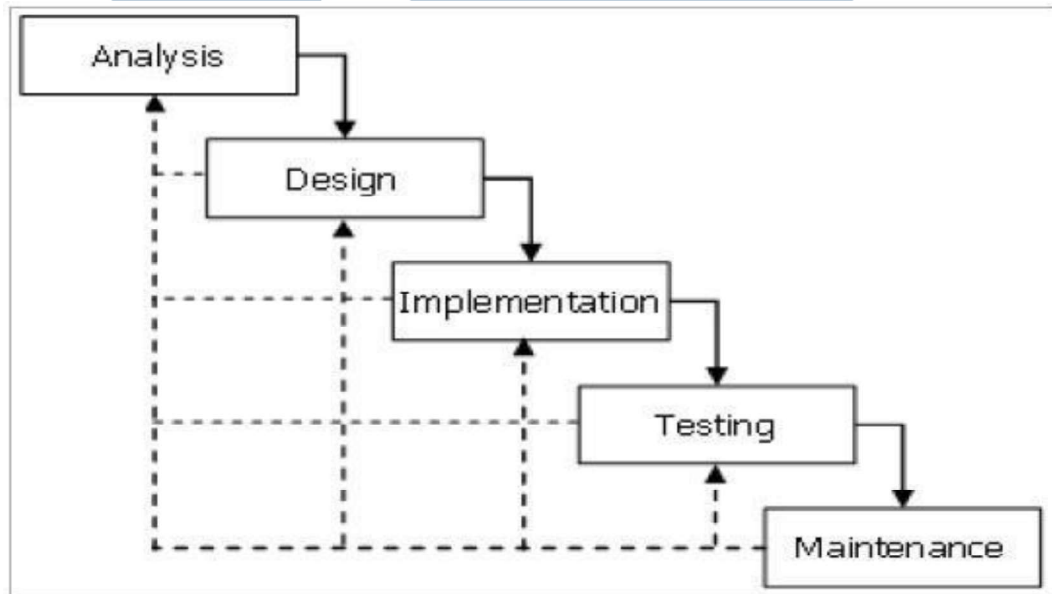 Analysis
Design
Implementation
Testing
Maintenance